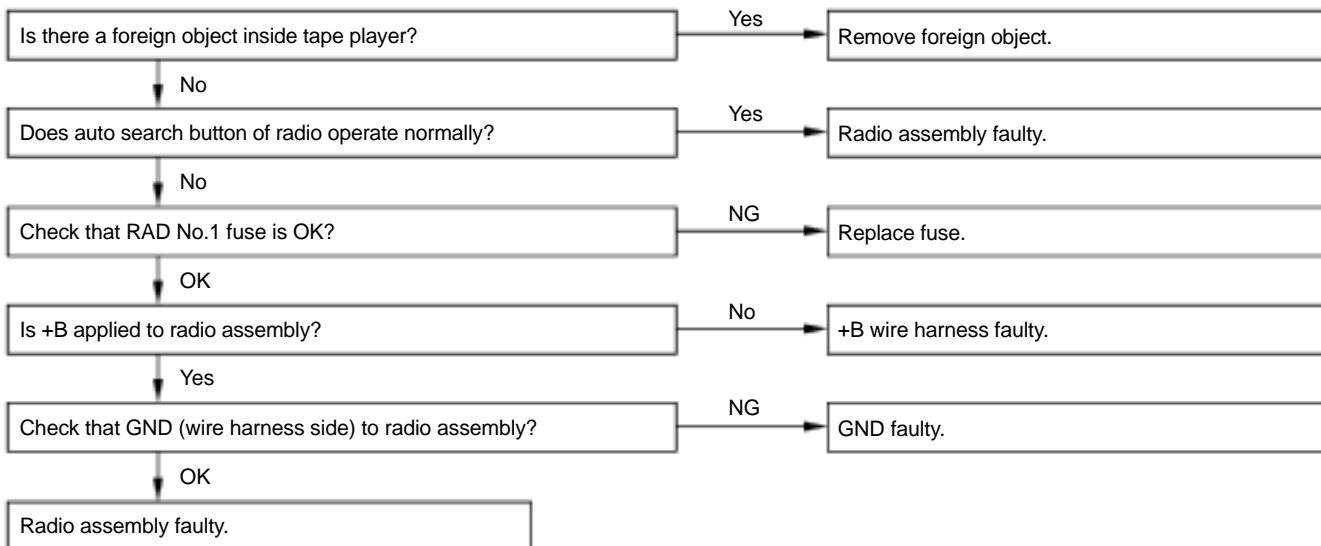 Is there a foreign object inside tape player?
Yes
Remove foreign object.
No
Does auto search button of radio operate normally?
Yes
Radio assembly faulty.
No
Check that RAD No.1 fuse is OK?
NG
Replace fuse.
OK
Is +B applied to radio assembly?
No
+B wire harness faulty.
Yes
Check that GND (wire harness side) to radio assembly?
NG
GND faulty.
OK
Radio assembly faulty.